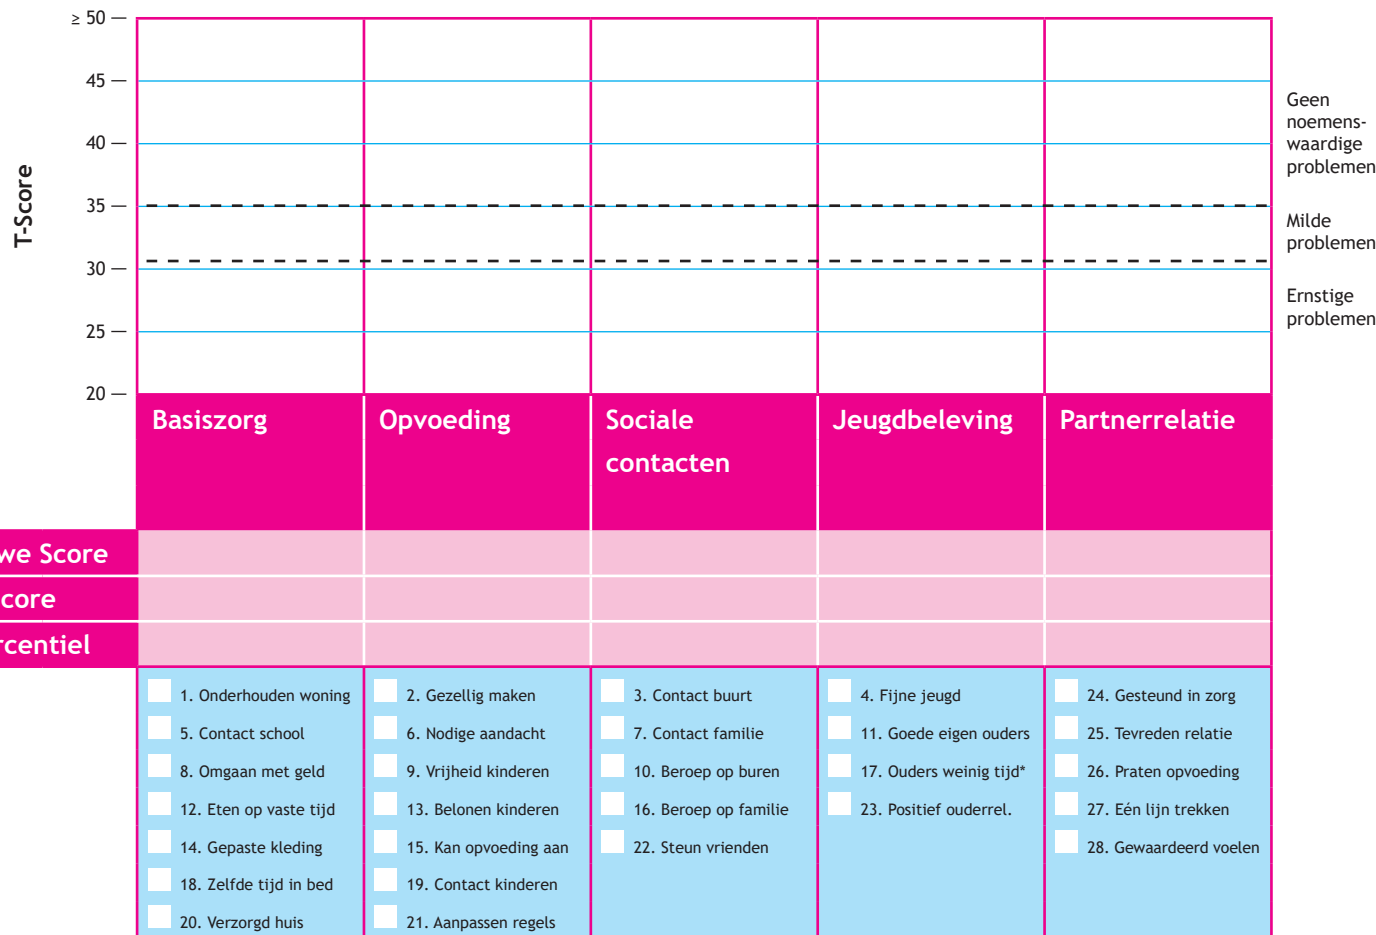 ≥ 50
45
40
35
30
25
20
T-Score
Geen
noemens-
waardige
problemen
Milde
problemen
Ernstige
problemen
Basiszorg
Opvoeding
Sociale
contacten
Jeugdbeleving
Partnerrelatie
we Score
core
rcentiel
1. Onderhouden woning
5. Contact school
8. Omgaan met geld
12. Eten op vaste tijd
14. Gepaste kleding
18. Zelfde tijd in bed
20. Verzorgd huis
2. Gezellig maken
6. Nodige aandacht
9. Vrijheid kinderen
13. Belonen kinderen
15. Kan opvoeding aan
19. Contact kinderen
21. Aanpassen regels
3. Contact buurt
7. Contact familie
10. Beroep op buren
16. Beroep op familie
22. Steun vrienden
4. Fijne jeugd
11. Goede eigen ouders
17. Ouders weinig tijd*
23. Positief ouderrel.
24. Gesteund in zorg
25. Tevreden relatie
26. Praten opvoeding
27. Eén lijn trekken
28. Gewaardeerd voelen